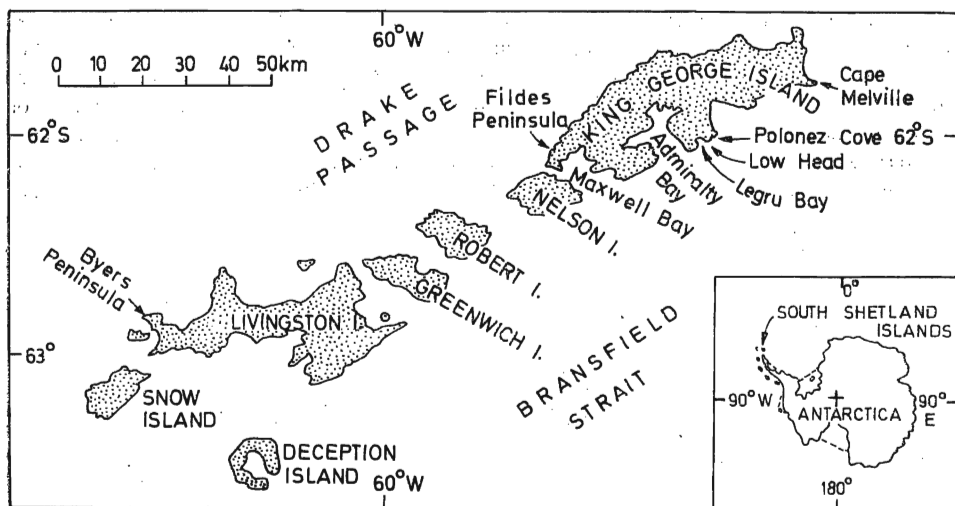 60°W
0 10 20 30 40 50km
DRAKE
PASSAGE
Fildes
Peninsula
KING GEORGE ISLAND
Cape
Melville
Polonez Cove 62°S
62°S
Low Head
Legru Bay
Admiralty
Bay
Maxwell Bay
NELSON I.
ROBERT I.
GREENWICH I.
Byers
Peninsula
LIVINGSTON I.
63°
SNOW
ISLAND
DECEPTION
ISLAND
BRANSFIELD
STRAIT
60°W
0°
SOUTH SHETLAND
ISLANDS
90°W
90°
E
ANTARCTICA
180°